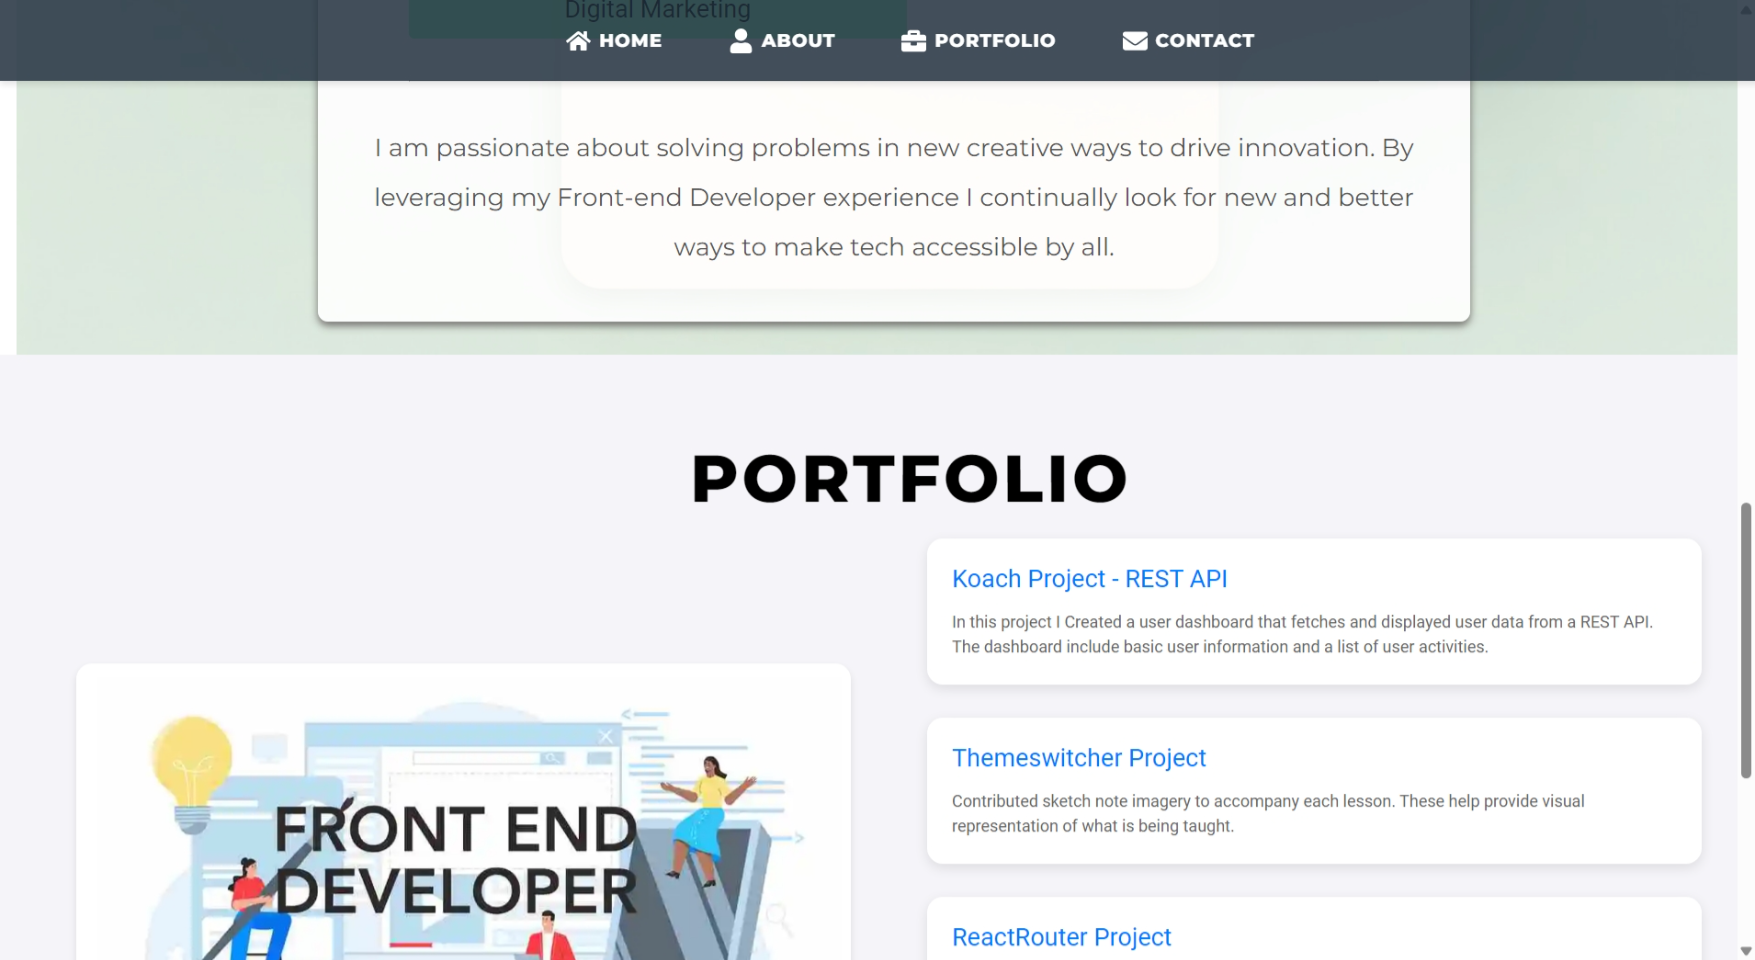 Digital Marketing
HOME
ABOUT
PORTFOLIO
CONTACT
I am passionate about solving problems in new creative ways to drive innovation. By
leveraging my Front-end Developer experience I continually look for new and better
ways to make tech accessible by all.
PORTFOLIO
Koach Project - REST API
In this project I Created a user dashboard that fetches and displayed user data from a REST API.
The dashboard include basic user information and a list of user activities.
Themeswitcher Project
Contributed sketch note imagery to accompany each lesson. These help provide visual
representation of what is being taught.
FRONT END
DEVELOPER
ReactRouter Project